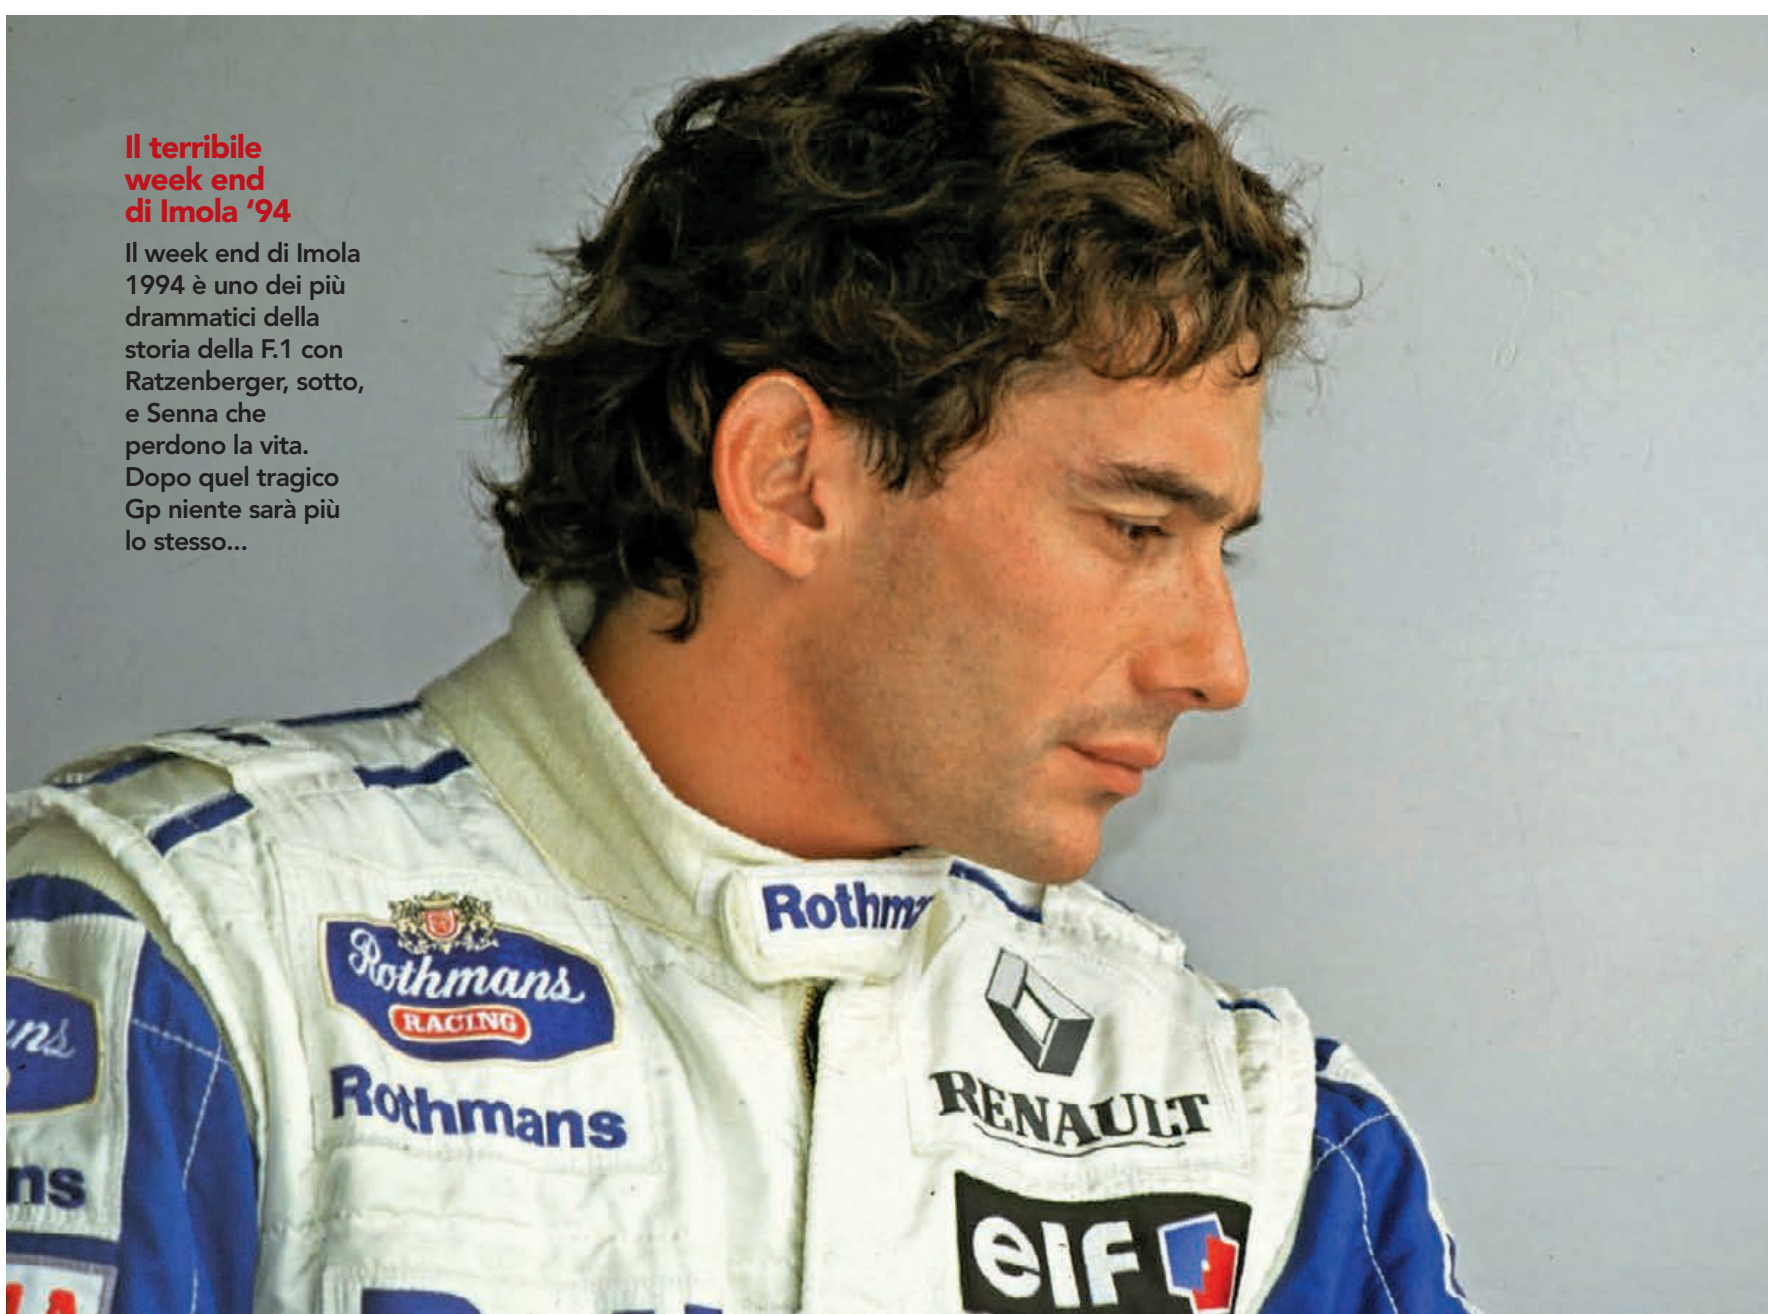 Il terribile
week end
di Imola ‘94
Il week end di Imola
1994 è uno dei più
drammatici della
storia della F.1 con
Ratzenberger, sotto,
e Senna che
perdono la vita.
Dopo quel tragico
Gp niente sarà più
lo stesso...
Rothma
Rothmans
RACING
Rothmans
RENAULT
elf
ns